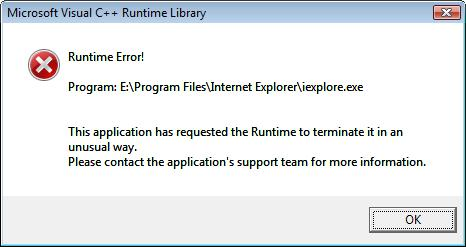 Microsoft Visual C++ Runtime Library
Runtime Error!
Program: E:\Program Files\Internet Explorer\iexplore.exe
This application has requested the Runtime to terminate it in an
unusual way.
Please contact the application's support team for more information.
OK